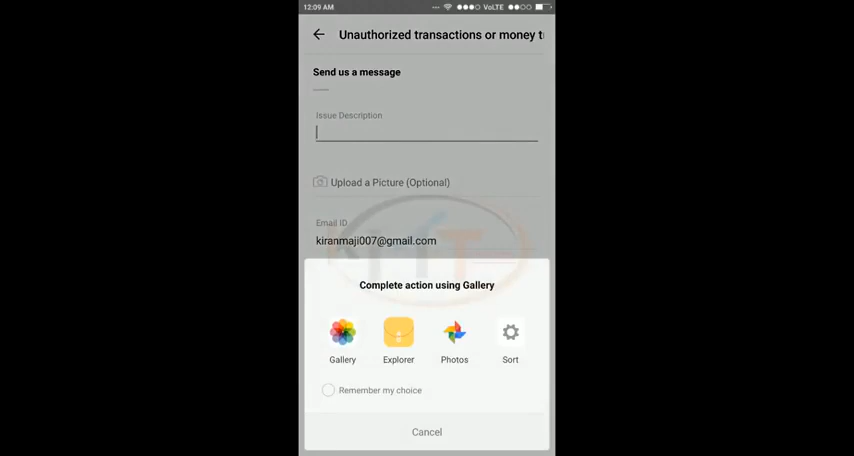 12:09 AM
VoLTE
Unauthorized transactions or money t
Send us a message
Issue Description
Upload a Picture (Optional)
Email ID
kiranmaji007@gmail.com
Complete action using Gallery
Gallery
Explorer
Photos
Sort
Remember my choice
Cancel